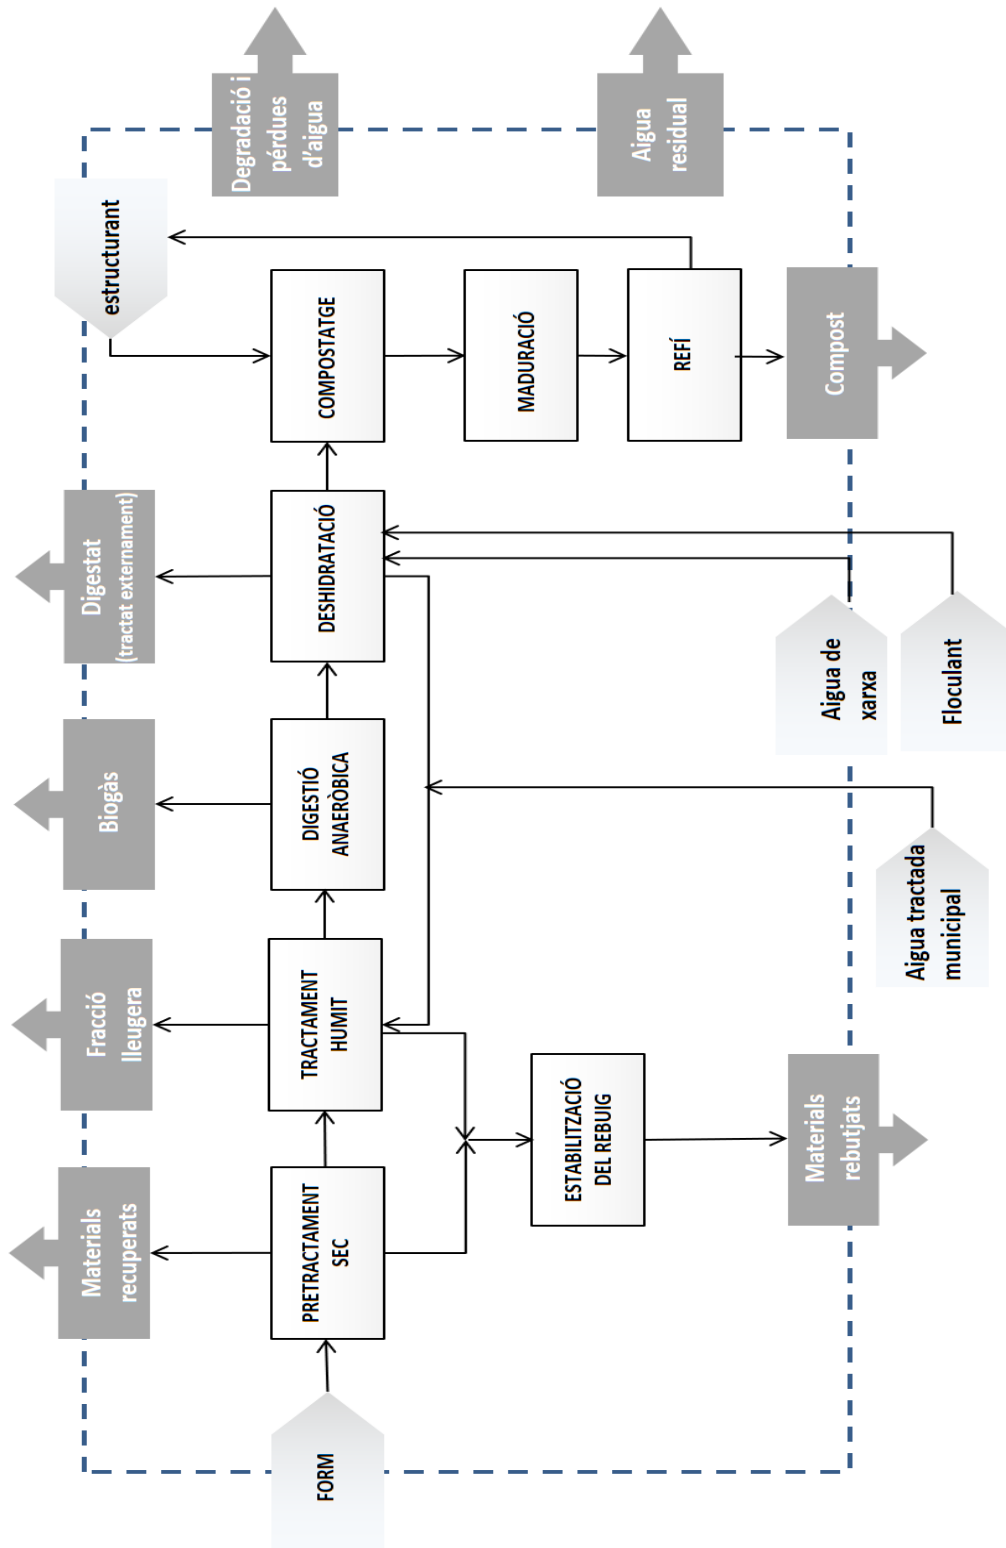 Materials
recuperats
Fracció
lleugera
Biogàs
Digestat
(tractat externament)
estructurant
Degradació i
pérdues
d'aigua
FORM
PRETRACTAMENT
SEC
TRACTAMENT
HUMIT
DIGESTIÓ
ANAERÒBICA
DESHIDRATACIÓ
COMPOSTATGE
MADURACIÓ
REFÍ
ESTABILITZACIÓ
DEL REBUIG
Aigua
residual
Materials
rebutjats
Aigua tractada
municipal
Aigua de
xarxa
Floculant
Compost